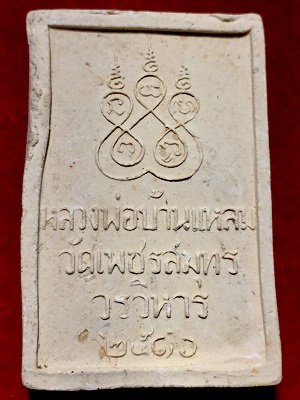 หลวงพ่อบ้านแหลม
วัดเพชรสมุทร
วรวิหาร
๒๕๑๖